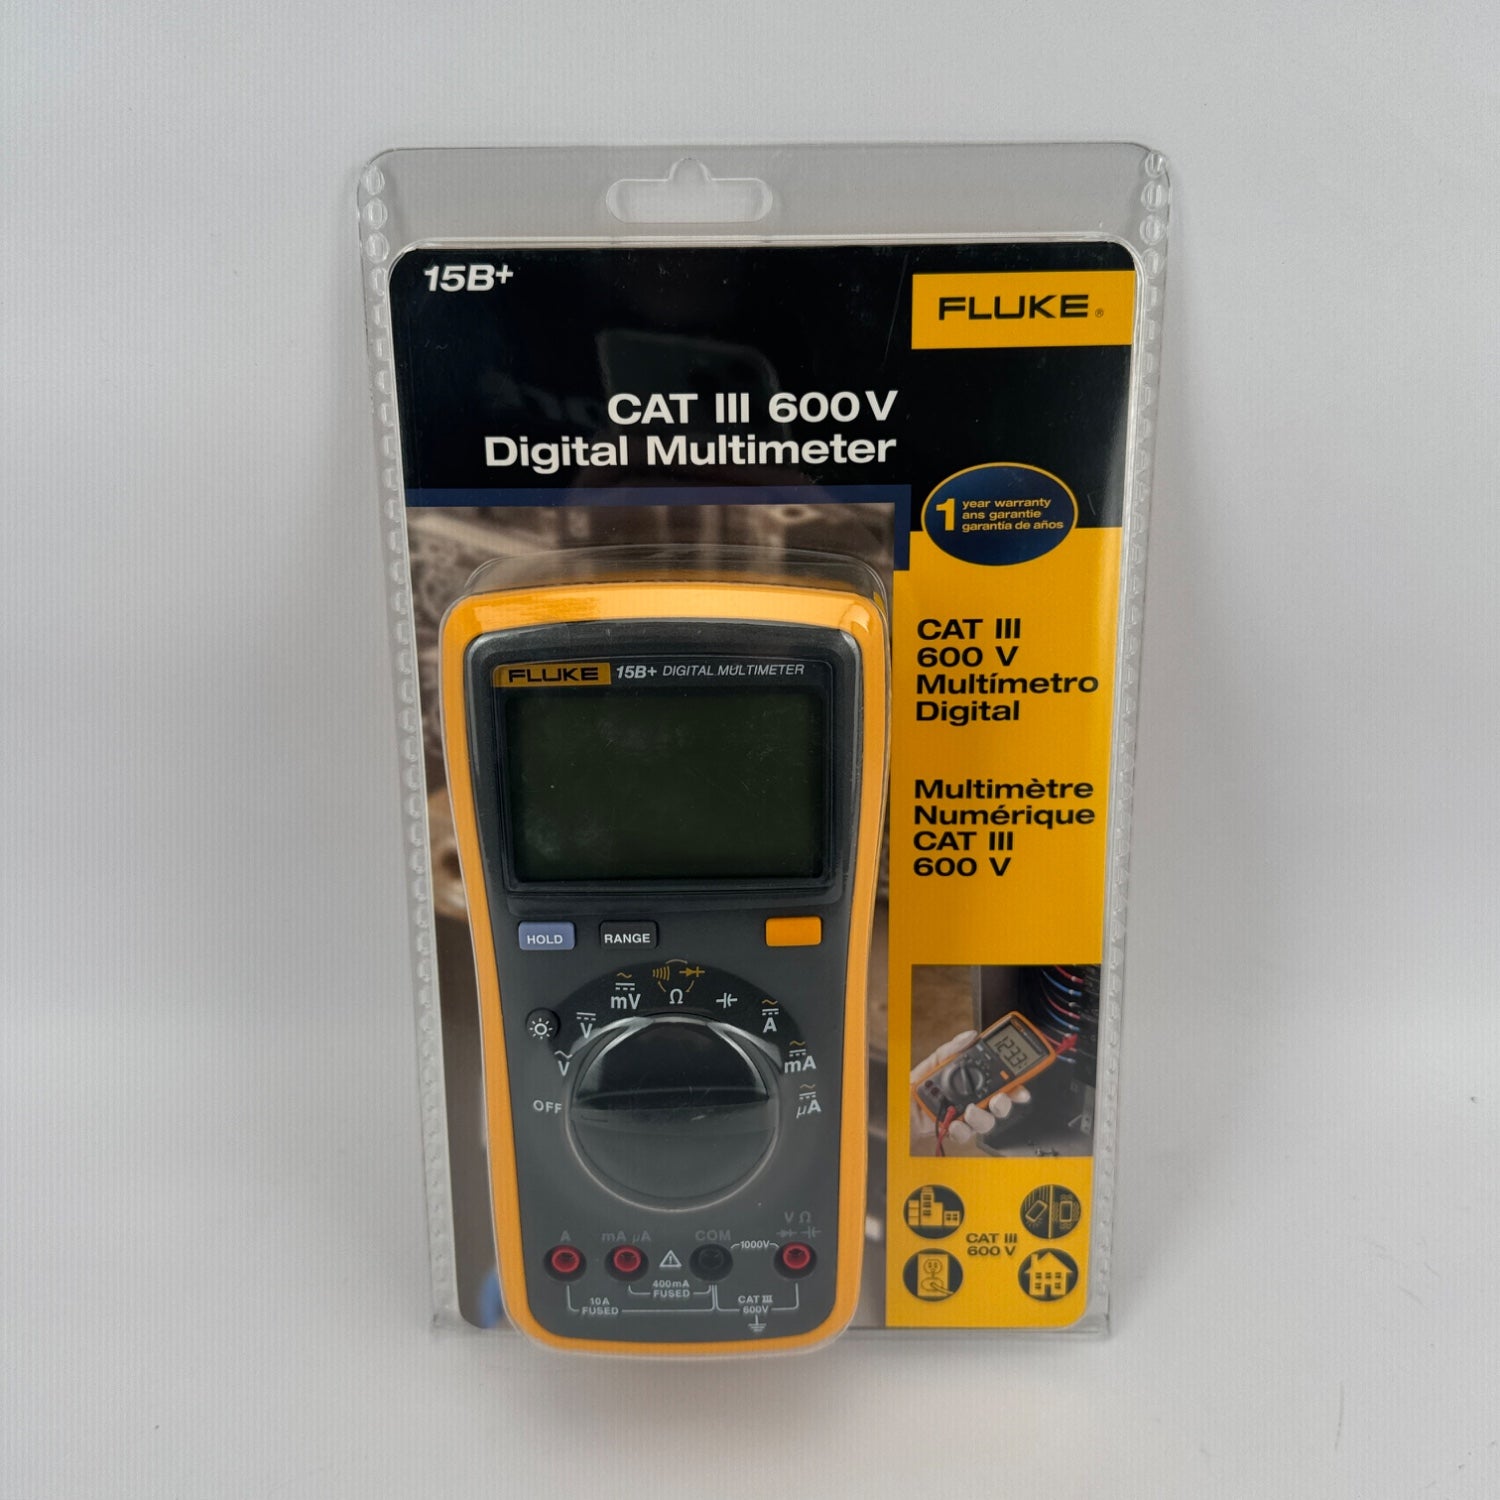 15B+
FLUKE®
CAT III 600V
Digital Multimeter
1 year warranty
ans garantie
garantía de años
CAT III
600 V
Multímetro
Digital
Multimètre
Numérique
CAT III
600 V
FLUKE 15B+ DIGITAL MULTIMETER
HOLD
RANGE
mV
Ω
V
A
V
mA
OFF
µA
A
mA µA
COM
V Ω
1000V
400mA
FUSED
10A
FUSED
CAT III
600V
CAT III
600 V